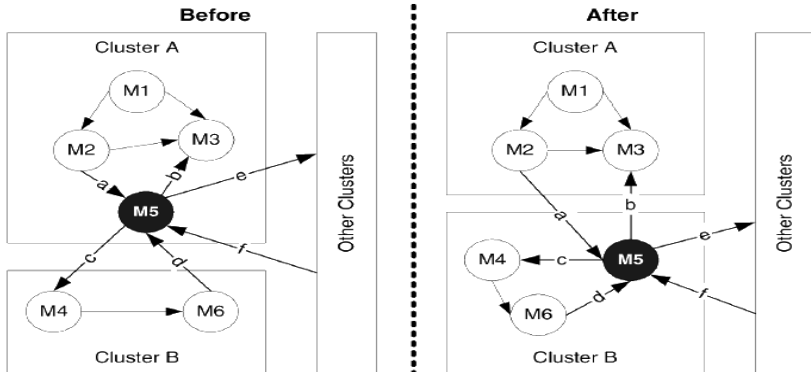 Before
After
Cluster A
M1
M2
M3
a
b
e
M5
c
d
f
M4
M6
Cluster B
Other Clusters
Cluster A
M1
M2
M3
a
b
e
M4
c
M5
M6
d
f
Cluster B
Other Clusters